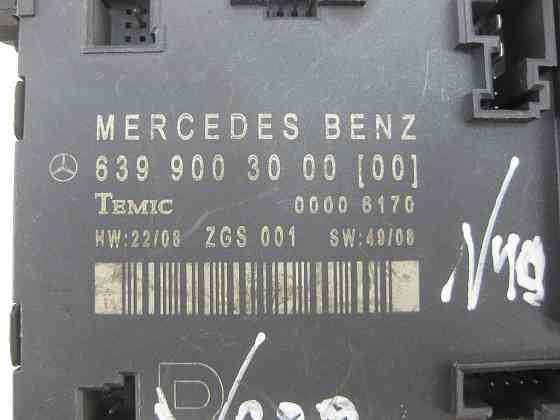 MERCEDES BENZ
639 900 30 00 [00]
TEMIC 0000 6170
HW:22/08 ZGS 001 SW:49/08
R